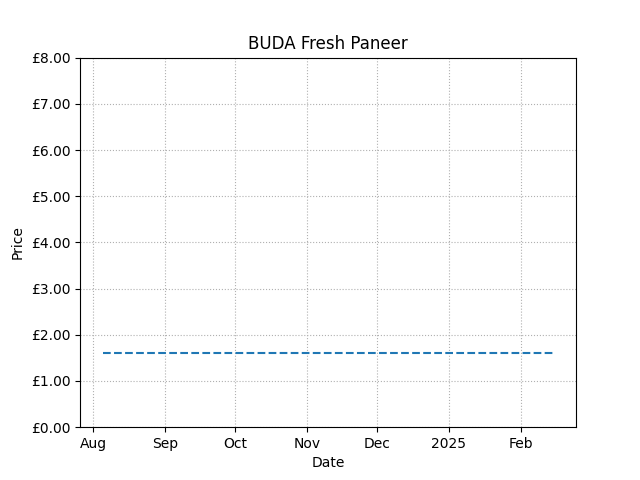 BUDA Fresh Paneer
£8.00
£7.00
£6.00
£5.00
£4.00
£3.00
£2.00
£1.00
£0.00
Price
Aug Sep Oct Nov Dec 2025 Feb
Date